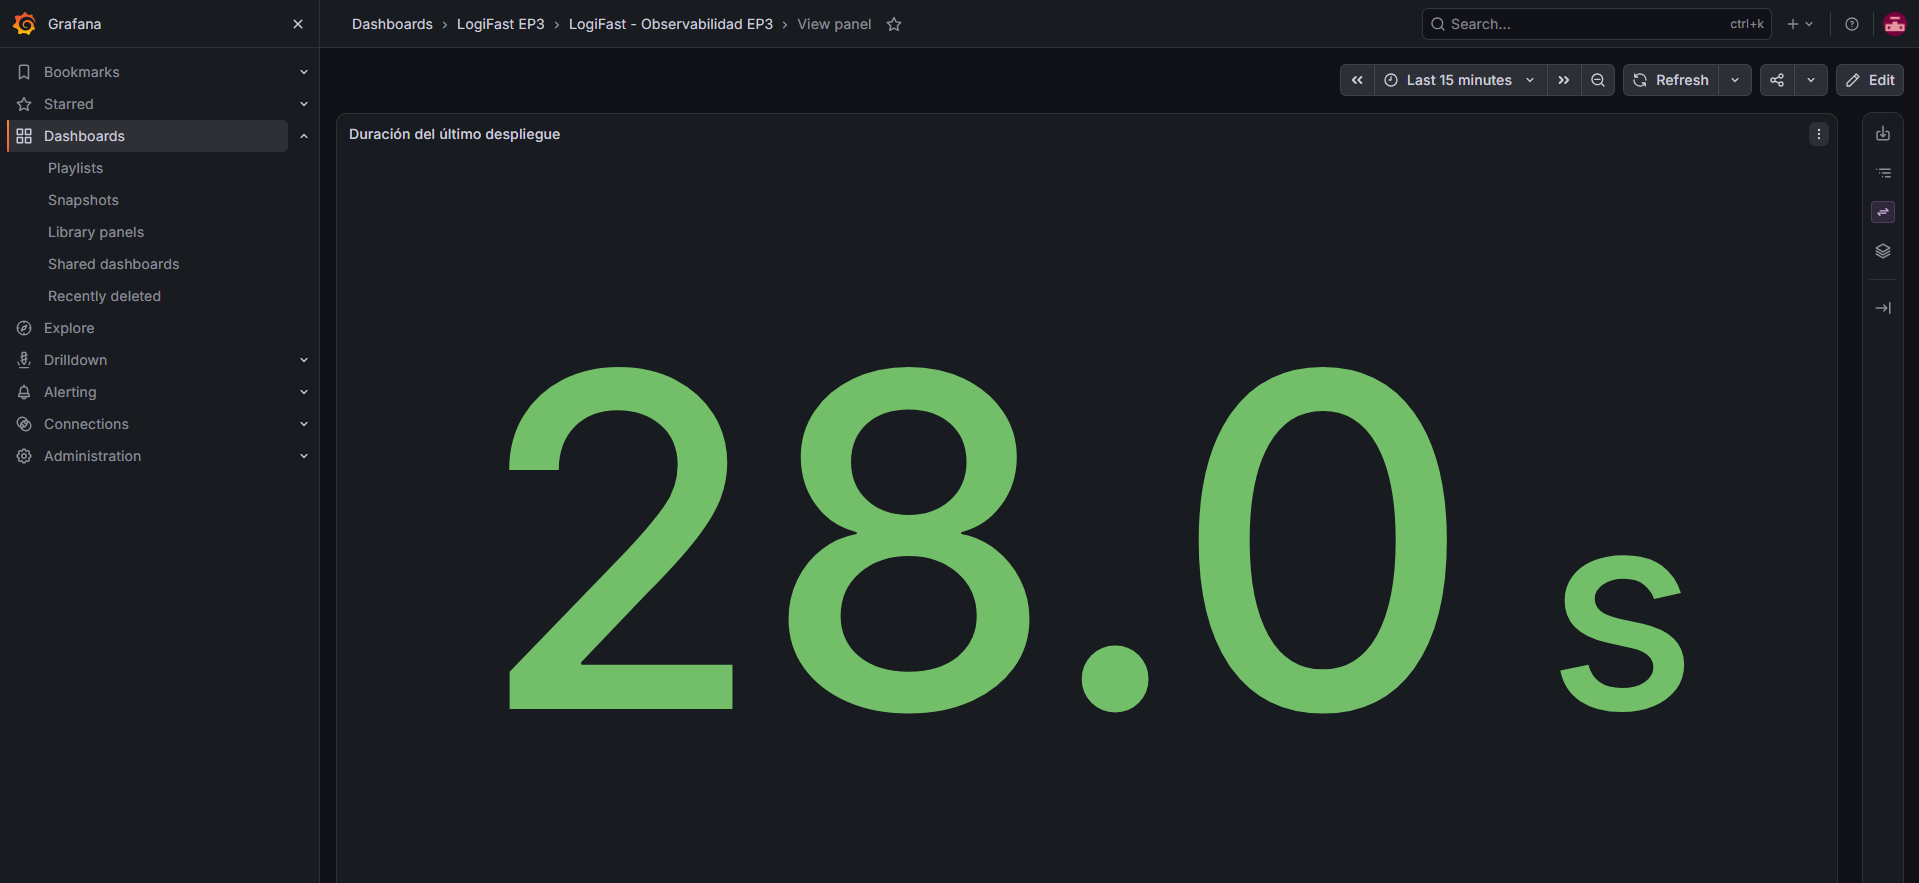 Grafana
Dashboards › LogiFast EP3 › LogiFast - Observabilidad EP3 › View panel
Search...
ctrl+k
Bookmarks
Starred
Dashboards
Playlists
Snapshots
Library panels
Shared dashboards
Recently deleted
Explore
Drilldown
Alerting
Connections
Administration
Last 15 minutes
Refresh
Edit
Duración del último despliegue
28.0 s